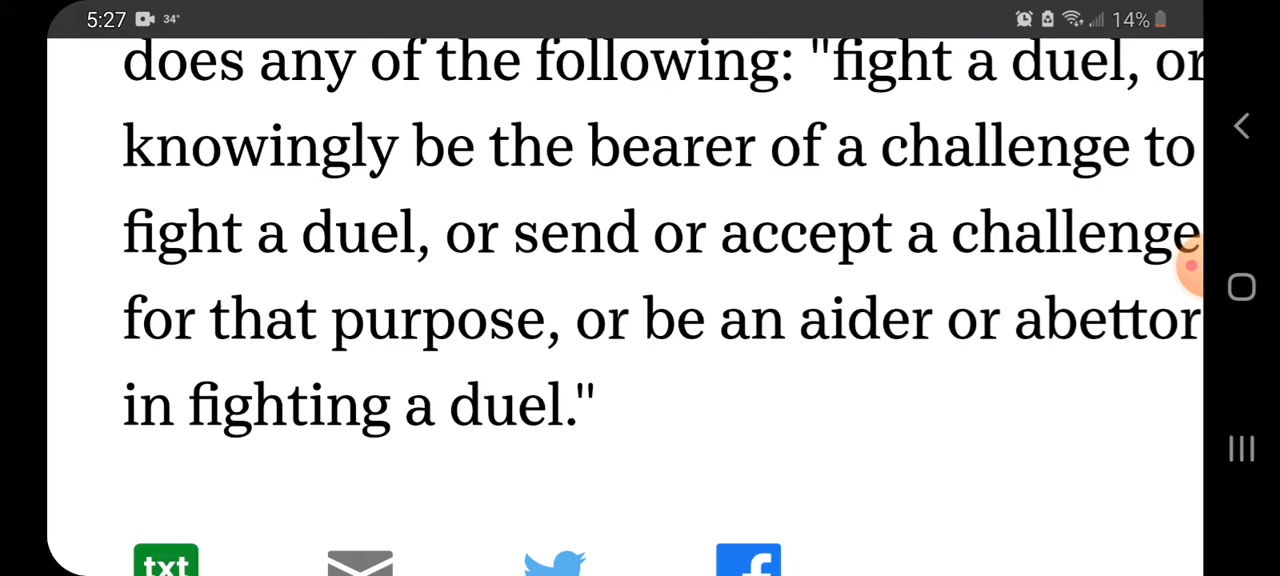 5:27 34°
14%
does any of the following: "fight a duel, or
knowingly be the bearer of a challenge to
fight a duel, or send or accept a challenge
for that purpose, or be an aider or abettor
in fighting a duel."
txt